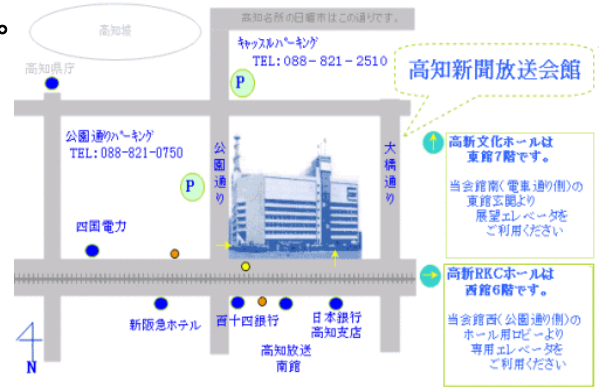 。
高知名所の日曜市はこの通りです。
高知城
キャッスルパーキング
TEL:088-821-2510
高知県庁
P
高知新聞放送会館
公園通りパーキング
TEL:088-821-0750
公園通り
大橋通り
P
四国電力
高新文化ホールは
東館7階です。
当会館南(電車通り側)の
東館玄関より
展望エレベータを
ご利用ください
新阪急ホテル
百十四銀行
高知放送
南館
日本銀行
高知支店
高新RKCホールは
西館6階です。
当会館西(公園通り側)の
ホール用ロビーより
専用エレベータを
ご利用ください
N